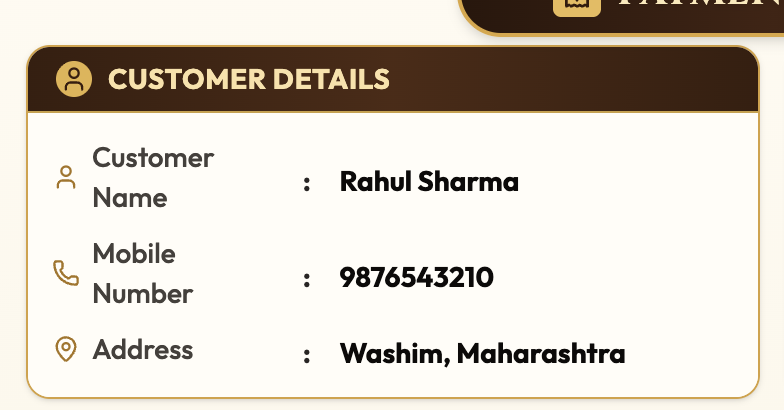 CUSTOMER DETAILS
Customer
Name
: Rahul Sharma
Mobile
Number
: 9876543210
Address : Washim, Maharashtra